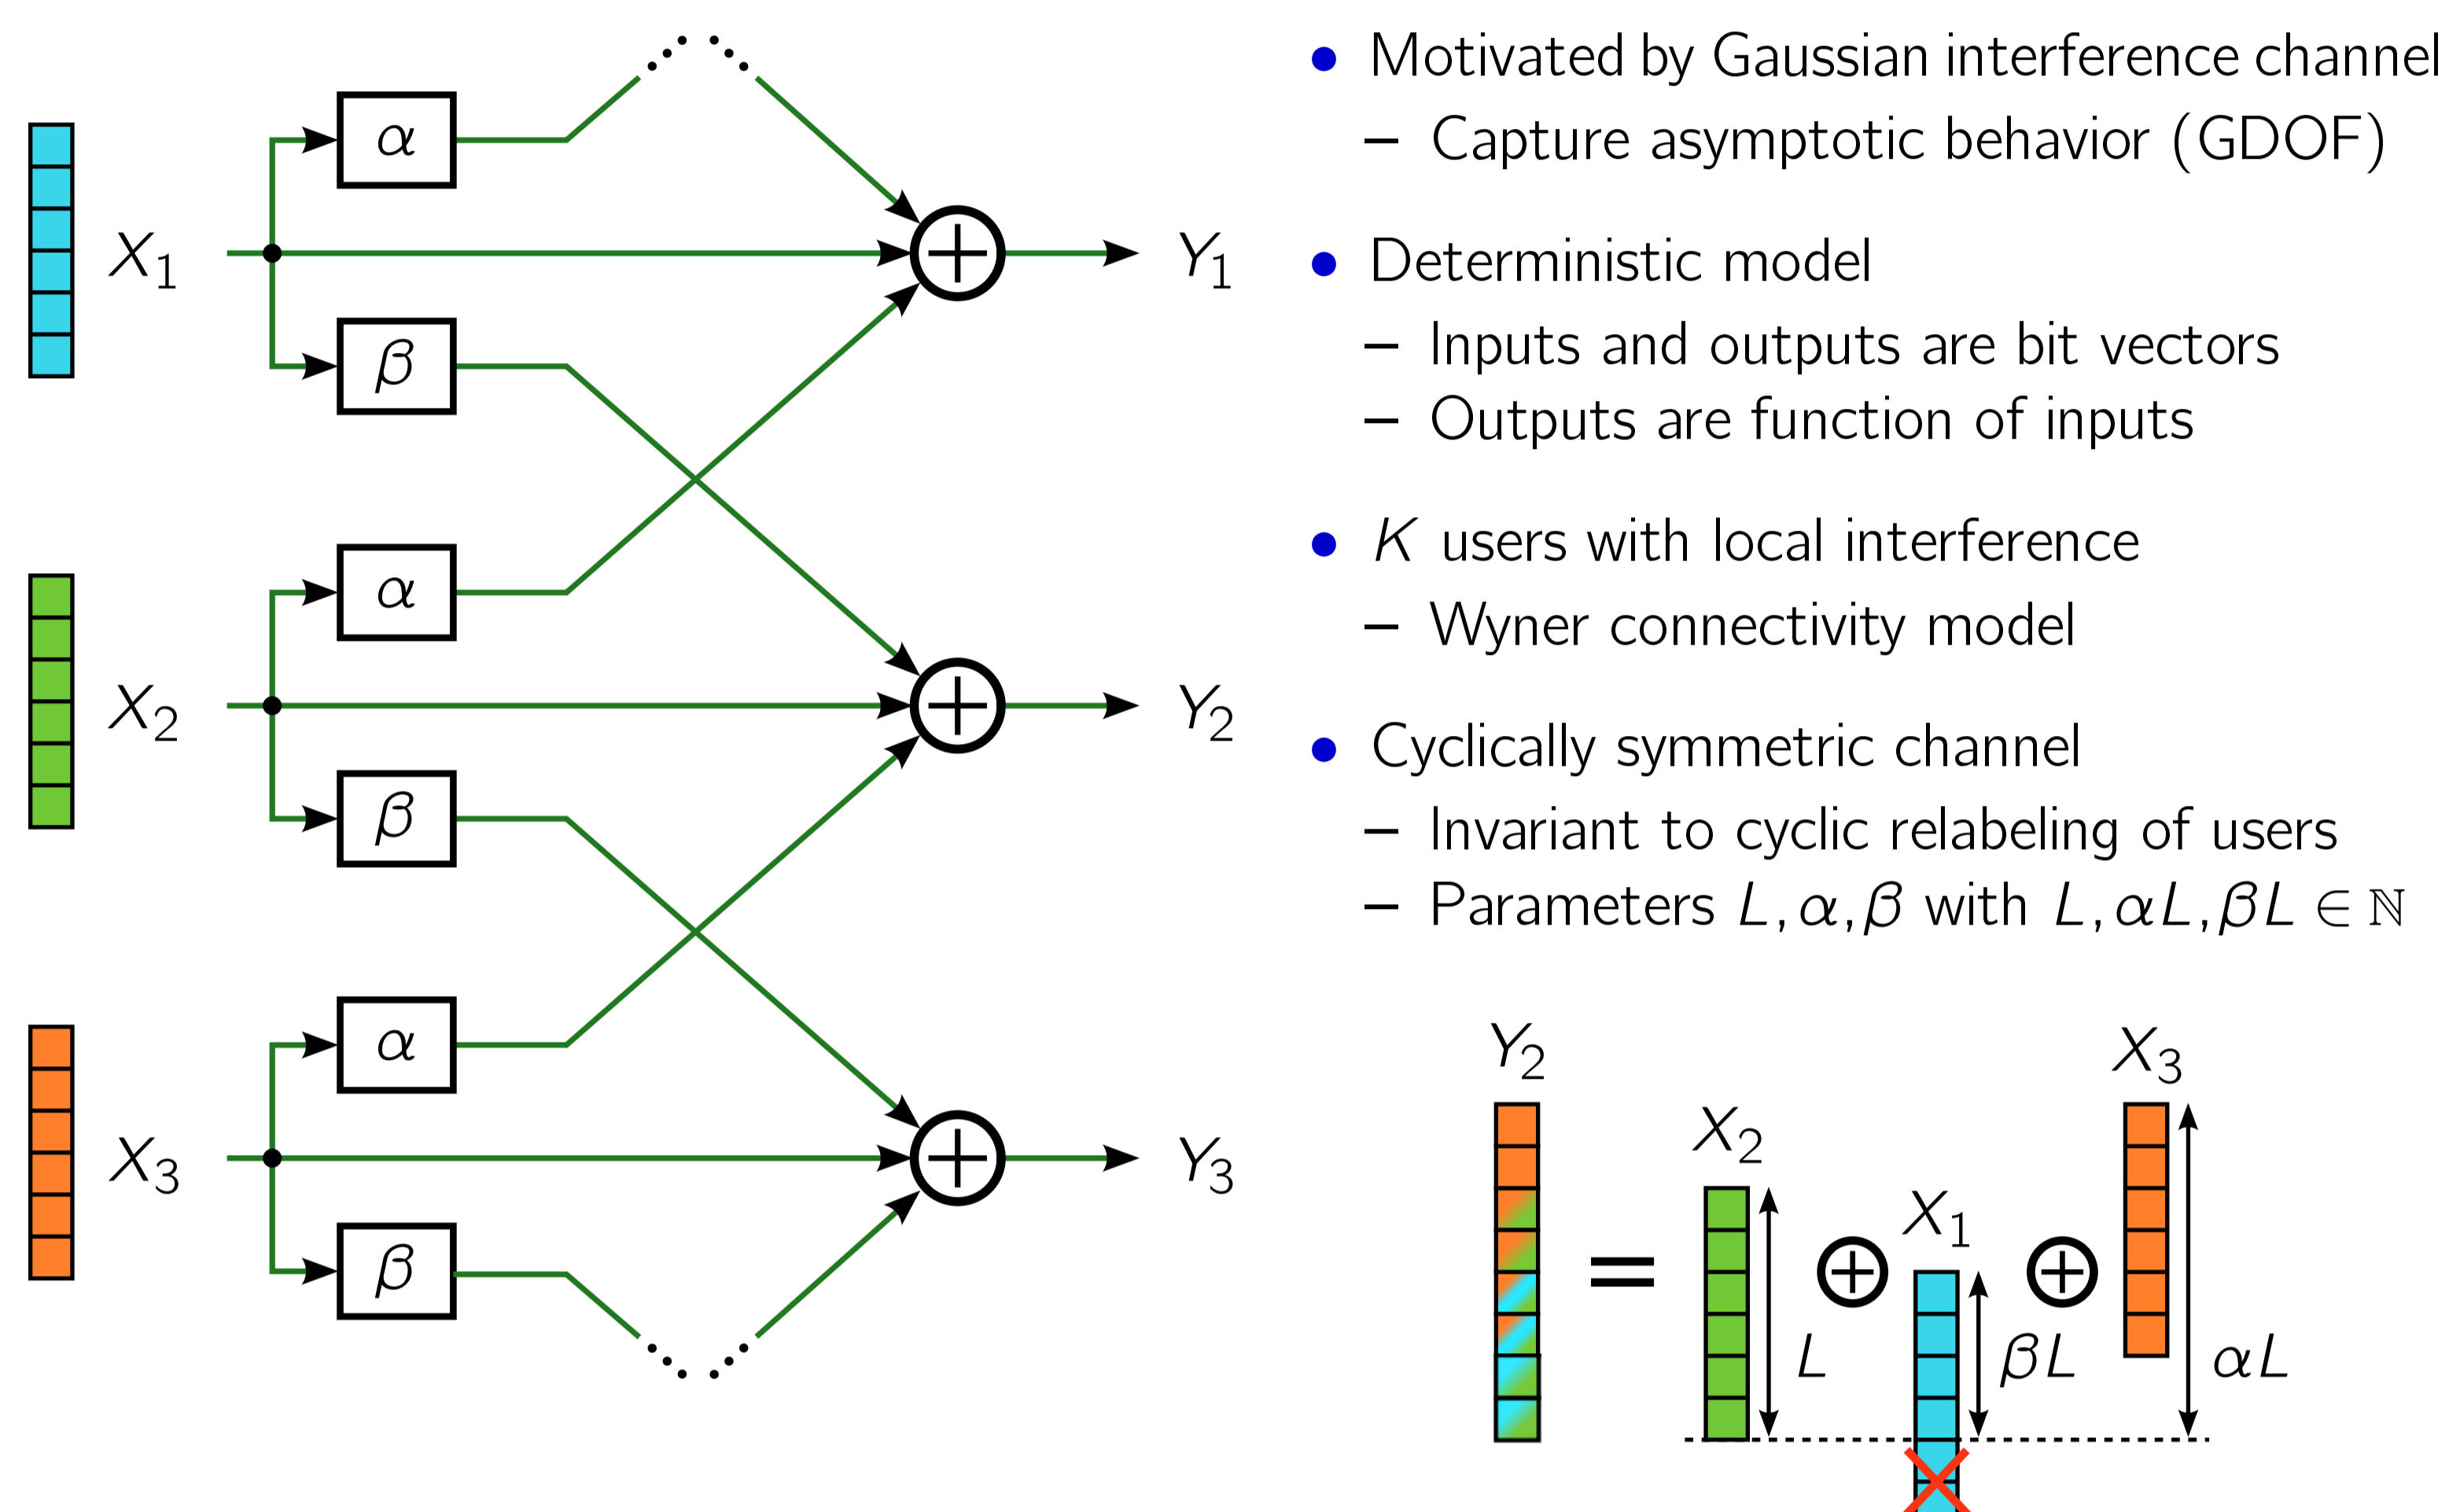 α
X₁
Y₁
β
α
X₂
Y₂
β
α
X₃
Y₃
β
• Motivated by Gaussian interference channel
– Capture asymptotic behavior (GDOF)
• Deterministic model
– Inputs and outputs are bit vectors
– Outputs are function of inputs
• K users with local interference
– Wyner connectivity model
• Cyclically symmetric channel
– Invariant to cyclic relabeling of users
– Parameters L, α, β with L, αL, βL ∈ ℕ
Y₂ = X₂ ⊕ X₁ ⊕ X₃
L
βL
αL